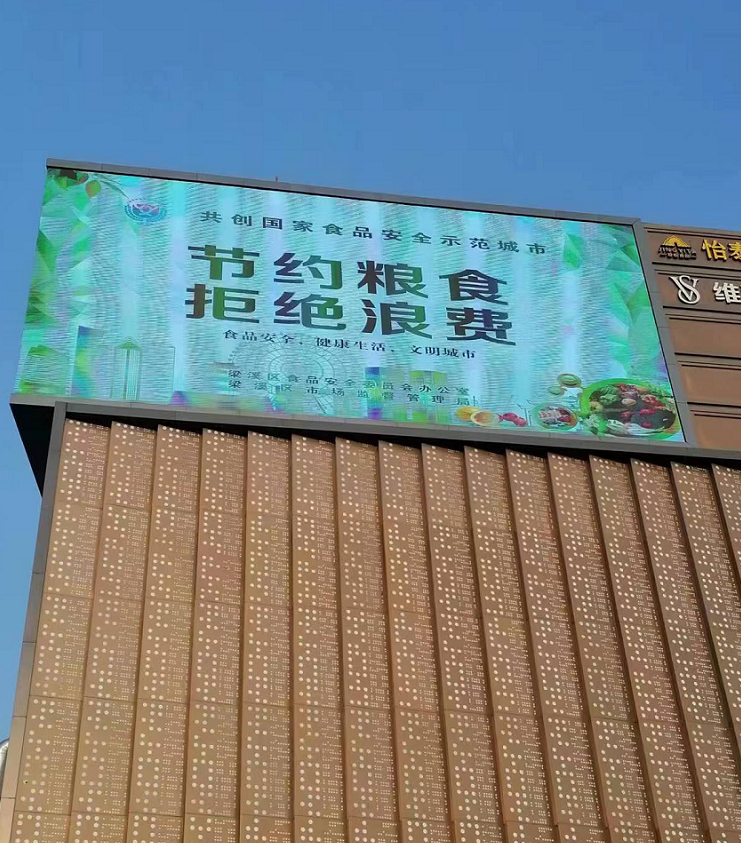 共创国家食品安全示范城市
节约粮食
拒绝浪费
食品安全，健康生活，文明城市
梁溪区食品安全委员会办公室
梁溪区市场监督管理局
怡泰
维